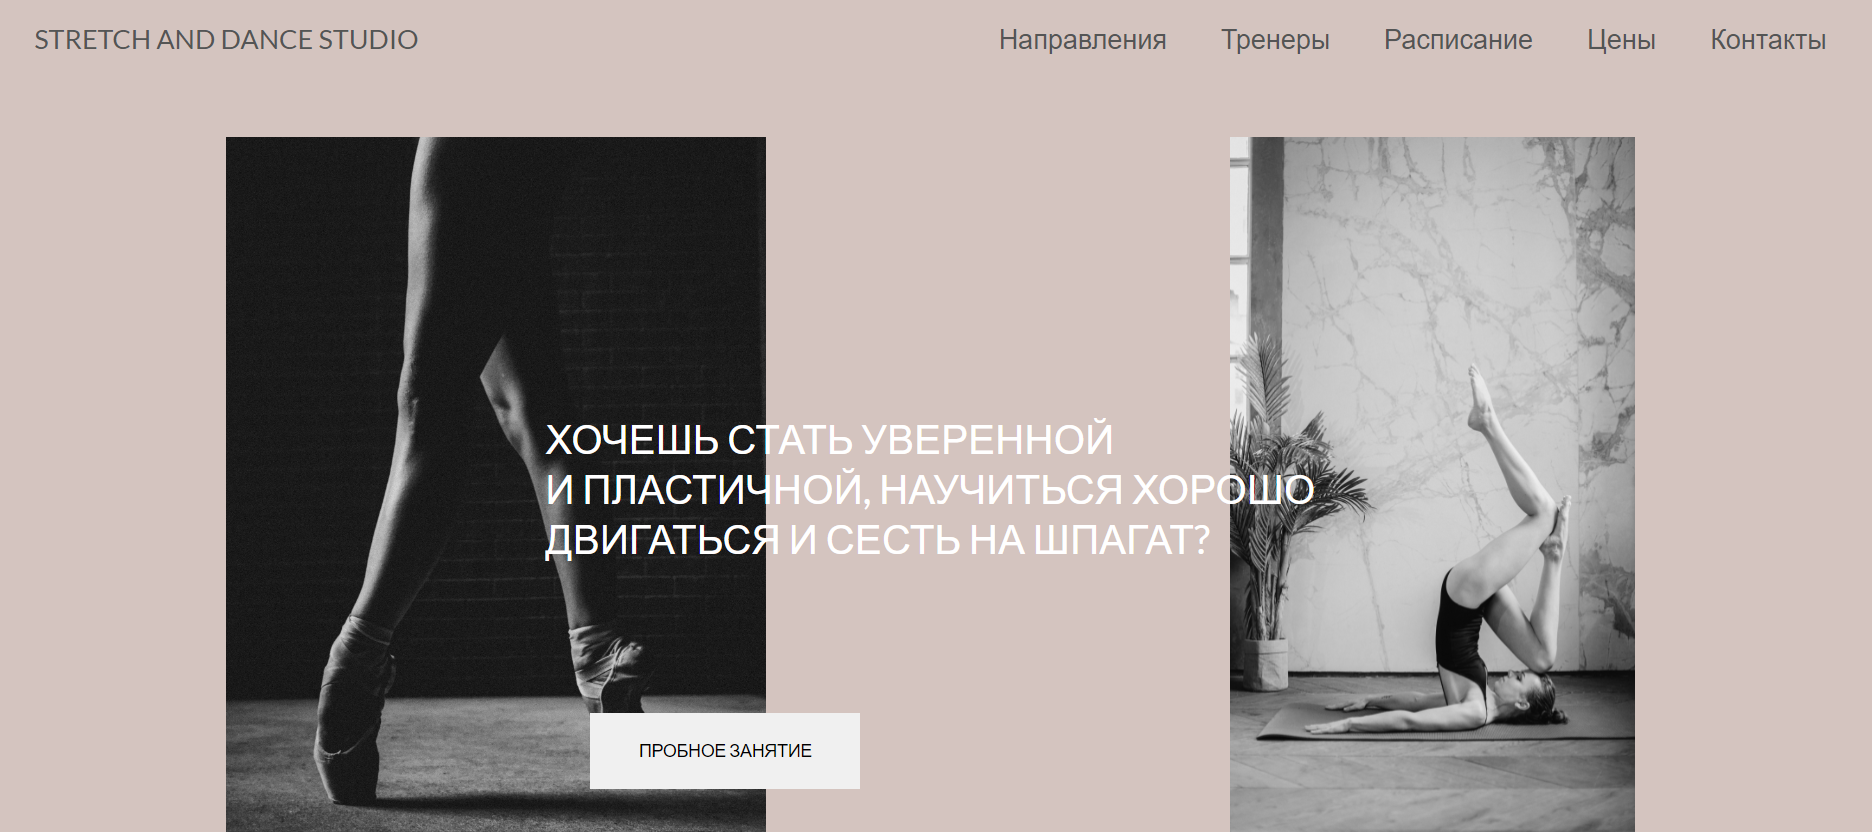 STRETCH AND DANCE STUDIO
Направления Тренеры Расписание Цены Контакты
ХОЧЕШЬ СТАТЬ УВЕРЕННОЙ
И ПЛАСТИЧНОЙ, НАУЧИТЬСЯ ХОРОШО
ДВИГАТЬСЯ И СЕСТЬ НА ШПАГАТ?
ПРОБНОЕ ЗАНЯТИЕ